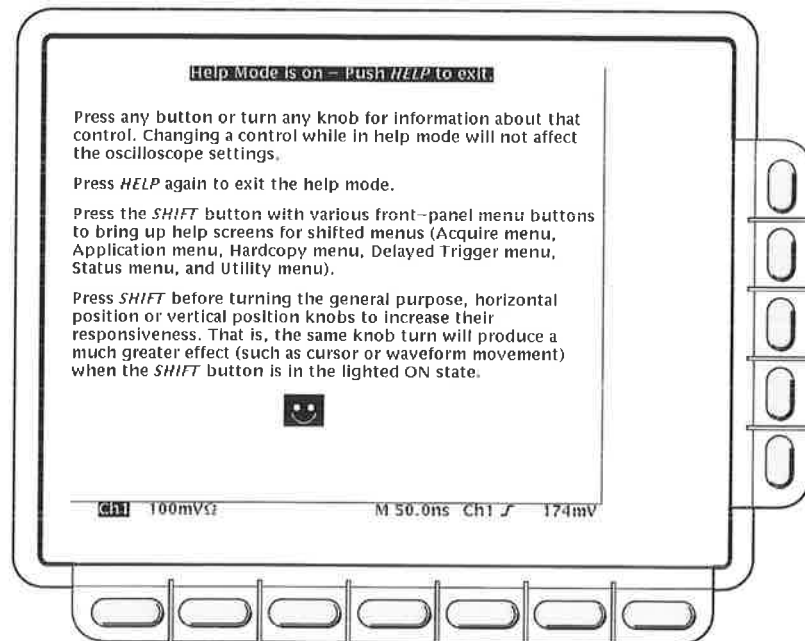 Help Mode is on – Push HELP to exit.
Press any button or turn any knob for information about that
control. Changing a control while in help mode will not affect
the oscilloscope settings.
Press HELP again to exit the help mode.
Press the SHIFT button with various front–panel menu buttons
to bring up help screens for shifted menus (Acquire menu,
Application menu, Hardcopy menu, Delayed Trigger menu,
Status menu, and Utility menu).
Press SHIFT before turning the general purpose, horizontal
position or vertical position knobs to increase their
responsiveness. That is, the same knob turn will produce a
much greater effect (such as cursor or waveform movement)
when the SHIFT button is in the lighted ON state.
Ch1 100mVΩ M 50.0ns Ch1 ƒ 174mV